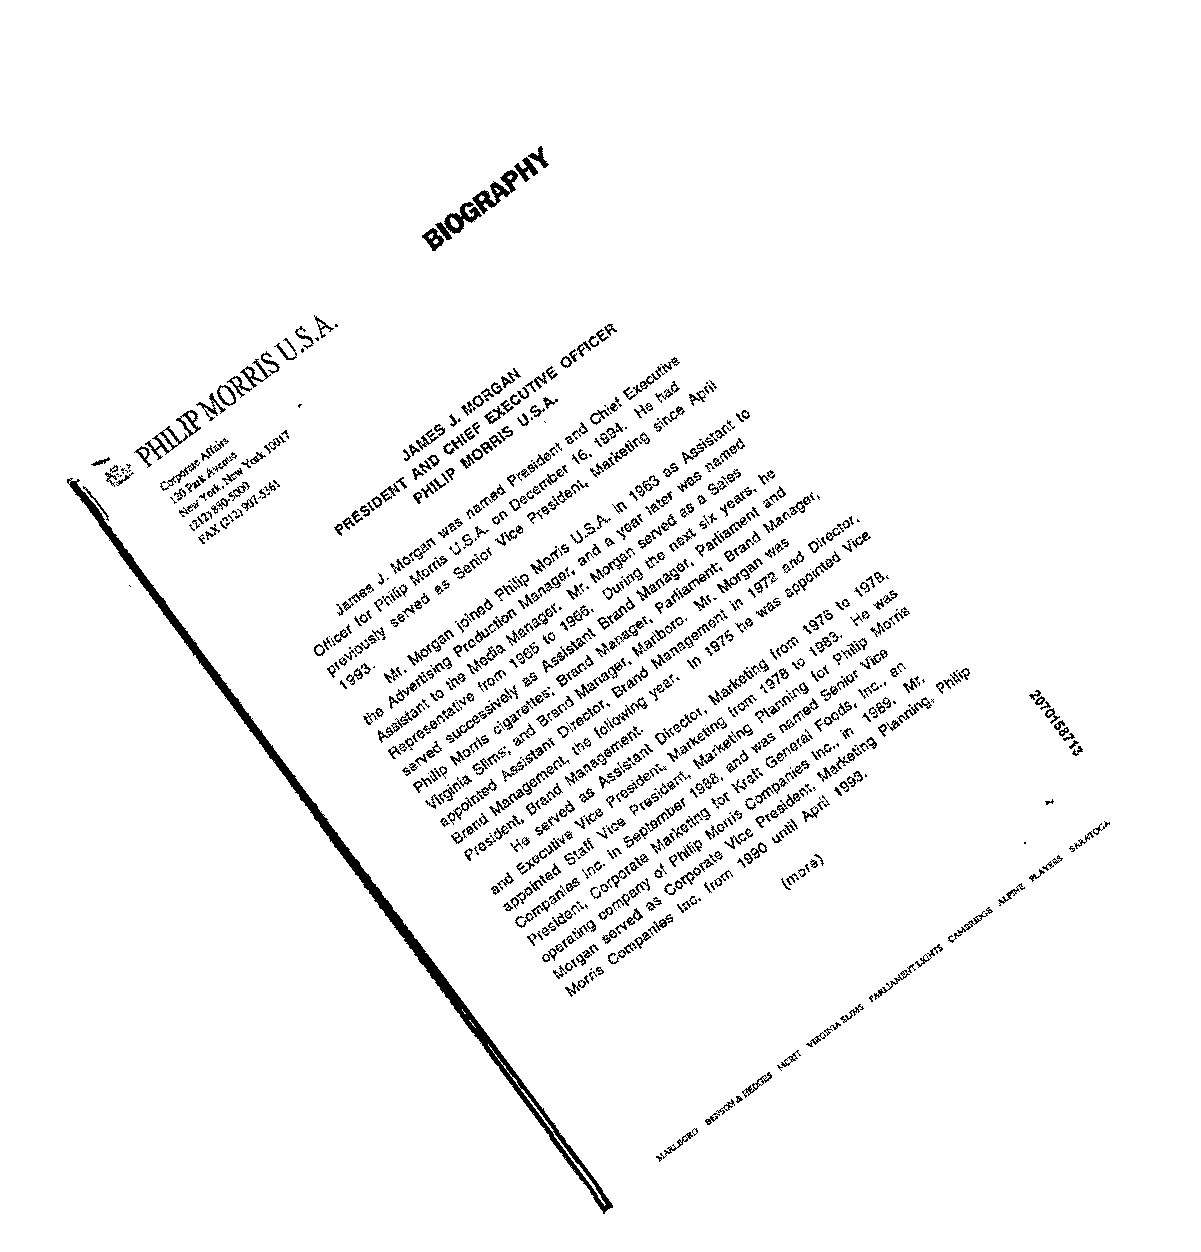 BIOGRAPHY
PHILIP MORRIS U.S.A.
Corporate Affairs
120 Park Avenue
New York, New York 10017
(212) 880-5000
FAX (212) 907-5361
JAMES J. MORGAN
PRESIDENT AND CHIEF EXECUTIVE OFFICER
PHILIP MORRIS U.S.A.
James J. Morgan was named President and Chief Executive
Officer for Philip Morris U.S.A. on December 16, 1994. He had
previously served as Senior Vice President, Marketing since April
1993.
Mr. Morgan joined Philip Morris U.S.A. in 1963 as Assistant to
the Advertising Production Manager, and a year later was named
Assistant to the Media Manager. Mr. Morgan served as a Sales
Representative from 1965 to 1966. During the next six years, he
served successively as Assistant Brand Manager, Parliament and
Philip Morris cigarettes; Brand Manager, Parliament; Brand Manager,
Virginia Slims; and Brand Manager, Marlboro. Mr. Morgan was
appointed Assistant Director, Brand Management in 1972 and Director,
Brand Management, the following year. In 1975 he was appointed Vice
President, Brand Management.
He served as Assistant Director, Marketing from 1976 to 1978,
and Executive Vice President, Marketing from 1978 to 1983. He was
appointed Staff Vice President, Marketing Planning for Philip Morris
Companies Inc. in September 1988, and was named Senior Vice
President, Corporate Marketing for Kraft General Foods, Inc., an
operating company of Philip Morris Companies Inc., in 1989. Mr.
Morgan served as Corporate Vice President, Marketing Planning, Philip
Morris Companies Inc. from 1990 until April 1993.
(more)
2070158713
MARLBORO BENSON & HEDGES MERIT VIRGINIA SLIMS PARLIAMENT LIGHTS CAMBRIDGE ALPINE PLAYERS SARATOGA